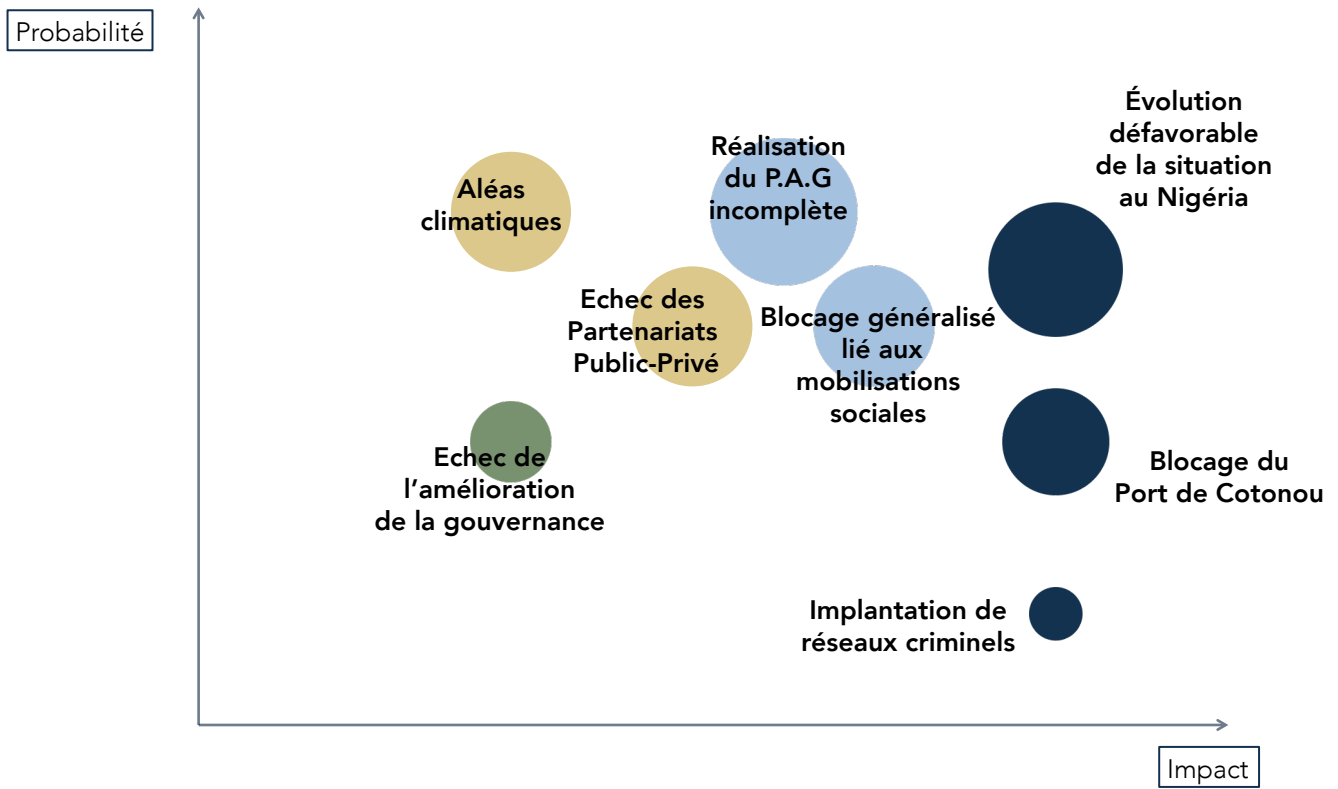 Probabilité
Évolution
défavorable
de la situation
au Nigéria
Réalisation
du P.A.G
incomplète
Aléas
climatiques
Echec des
Partenariats
Public-Privé
Blocage généralisé
lié aux
mobilisations
sociales
Echec de
l’amélioration
de la gouvernance
Blocage du
Port de Cotonou
Implantation de
réseaux criminels
Impact